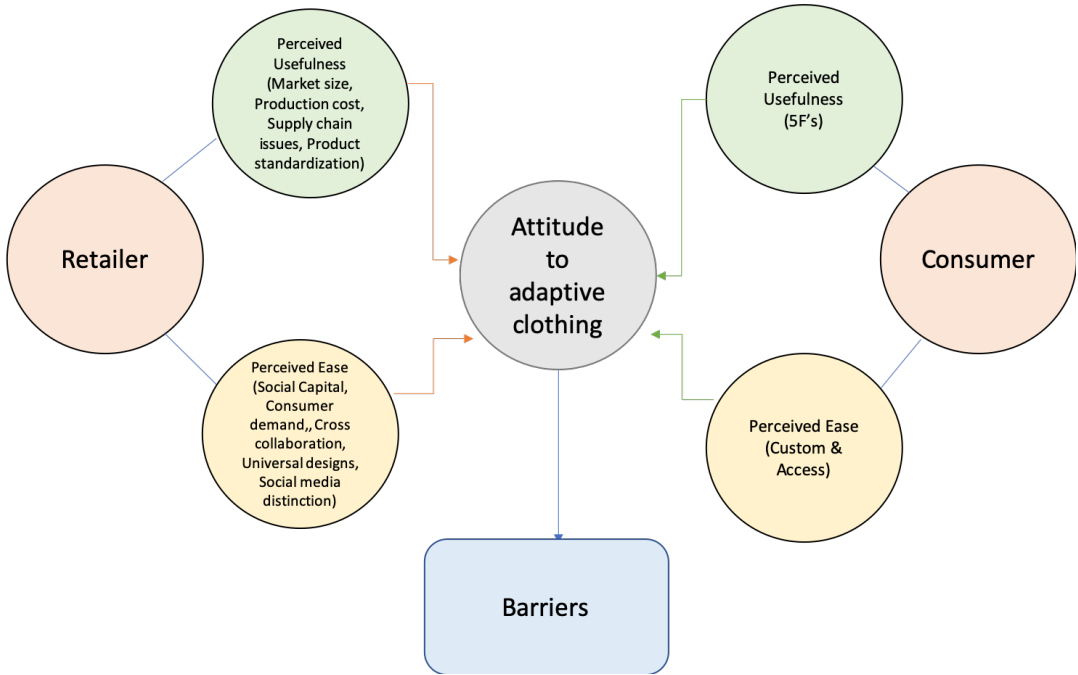 Perceived
Usefulness
(Market size,
Production cost,
Supply chain
issues, Product
standardization)
Perceived
Usefulness
(5F's)
Retailer
Attitude
to
adaptive
clothing
Consumer
Perceived Ease
(Social Capital,
Consumer
demand,, Cross
collaboration,
Universal designs,
Social media
distinction)
Perceived Ease
(Custom &
Access)
Barriers